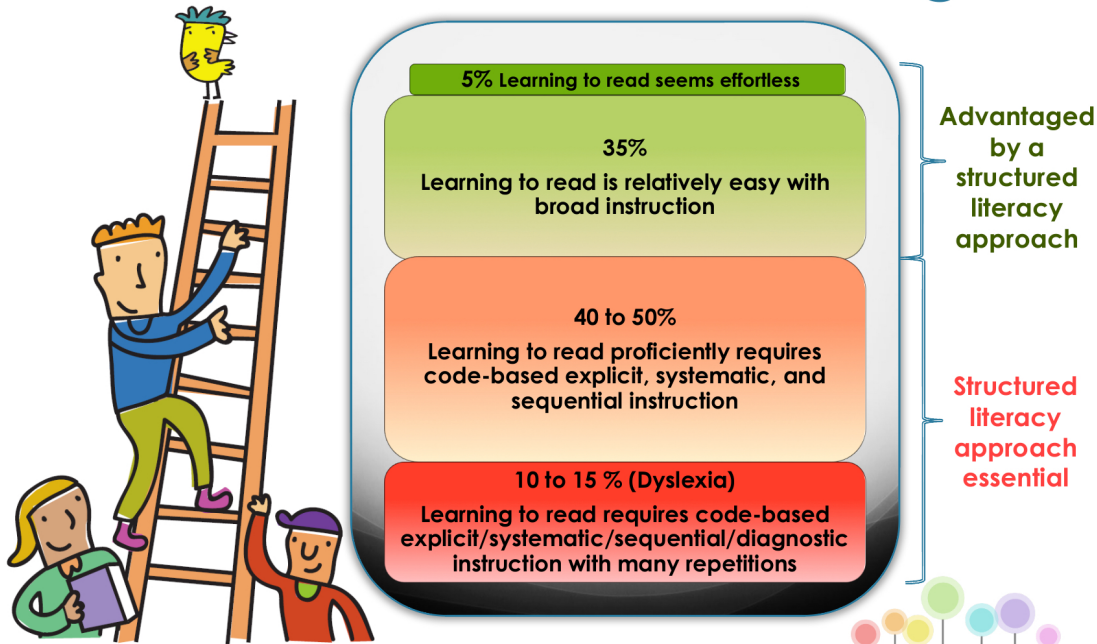 5% Learning to read seems effortless
35%
Learning to read is relatively easy with
broad instruction
40 to 50%
Learning to read proficiently requires
code-based explicit, systematic, and
sequential instruction
10 to 15 % (Dyslexia)
Learning to read requires code-based
explicit/systematic/sequential/diagnostic
instruction with many repetitions
Advantaged
by a
structured
literacy
approach
Structured
literacy
approach
essential